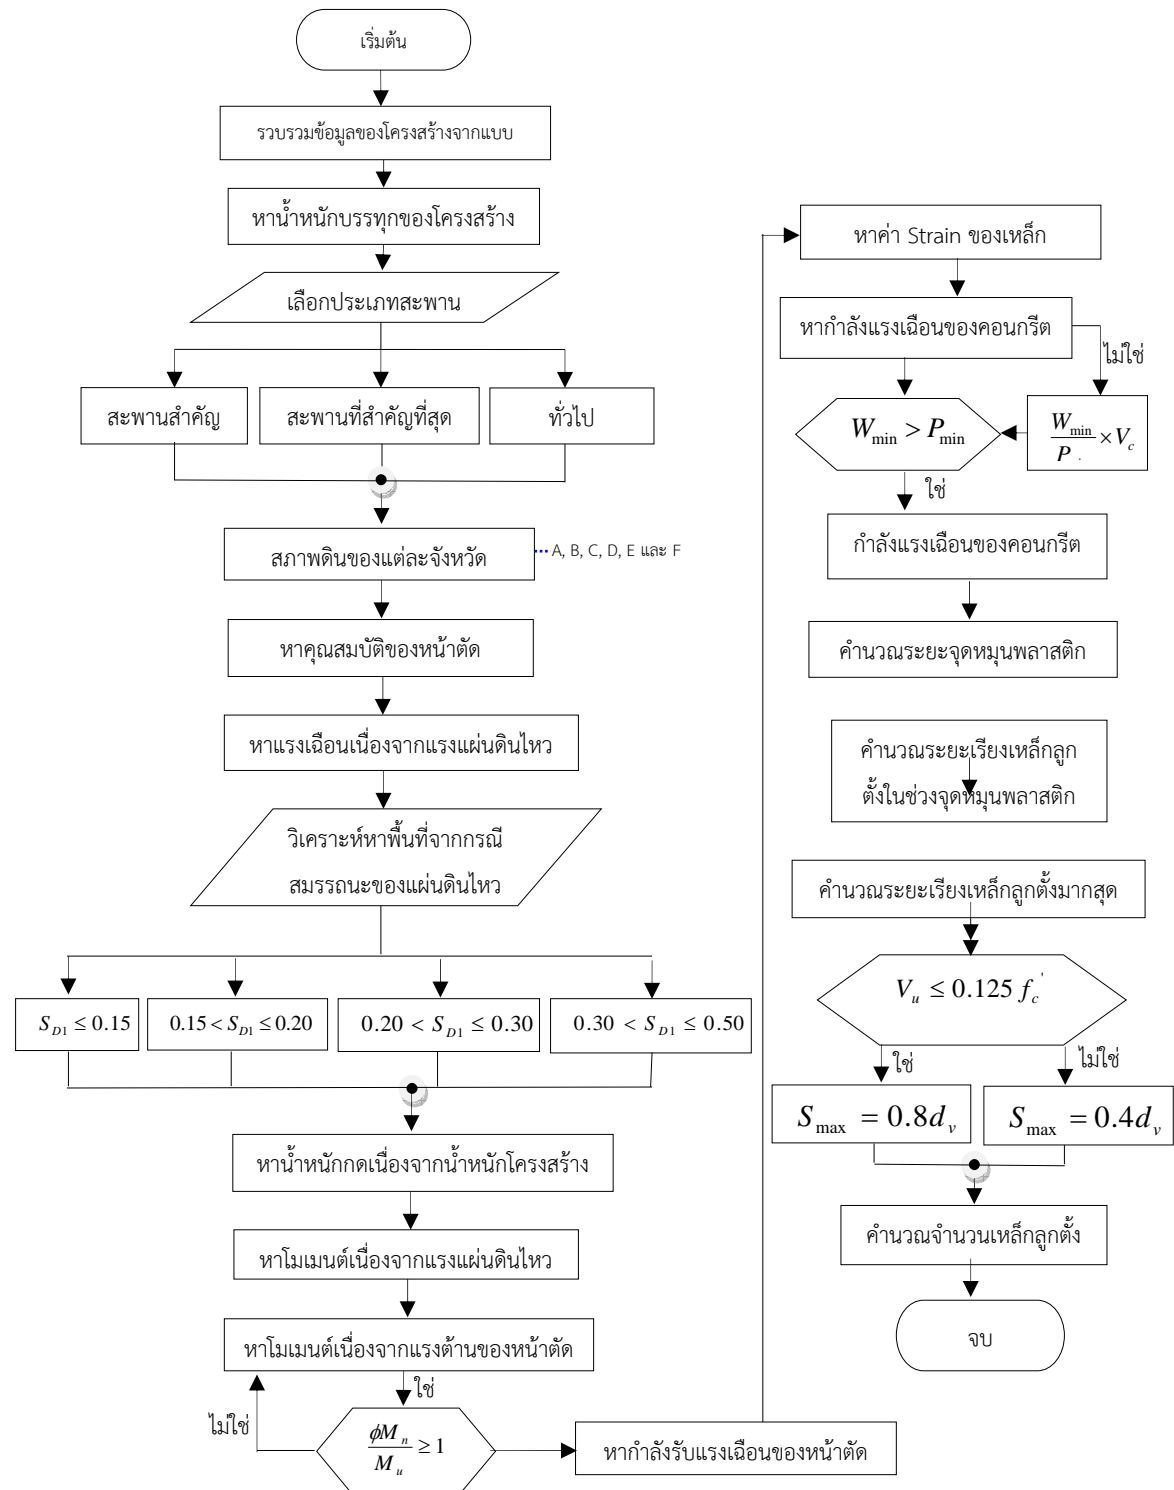 เริ่มต้น
รวบรวมข้อมูลของโครงสร้างจากแบบ
หาน้ำหนักบรรทุกของโครงสร้าง
เลือกประเภทสะพาน
สะพานสำคัญ
สะพานที่สำคัญที่สุด
ทั่วไป
สภาพดินของแต่ละจังหวัด
A, B, C, D, E และ F
หาคุณสมบัติของหน้าตัด
หาแรงเฉือนเนื่องจากแรงแผ่นดินไหว
วิเคราะห์หาพื้นที่จากกรณี
สมรรถนะของแผ่นดินไหว
S_{D1} ≤ 0.15
0.15 < S_{D1} ≤ 0.20
0.20 < S_{D1} ≤ 0.30
0.30 < S_{D1} ≤ 0.50
หาน้ำหนักกดเนื่องจากน้ำหนักโครงสร้าง
หาโมเมนต์เนื่องจากแรงแผ่นดินไหว
หาโมเมนต์เนื่องจากแรงต้านของหน้าตัด
ใช่
ไม่ใช่
ϕM_n / M_u ≥ 1
หากำลังรับแรงเฉือนของหน้าตัด
หาค่า Strain ของเหล็ก
หากำลังแรงเฉือนของคอนกรีต
ไม่ใช่
W_min > P_min
W_min / P × V_c
ใช่
กำลังแรงเฉือนของคอนกรีต
คำนวณระยะจุดหมุนพลาสติก
คำนวณระยะเรียงเหล็กลูก
ตั้งในช่วงจุดหมุนพลาสติก
คำนวณระยะเรียงเหล็กลูกตั้งมากสุด
V_u ≤ 0.125 f_c'
ใช่
ไม่ใช่
S_max = 0.8d_v
S_max = 0.4d_v
คำนวณจำนวนเหล็กลูกตั้ง
จบ